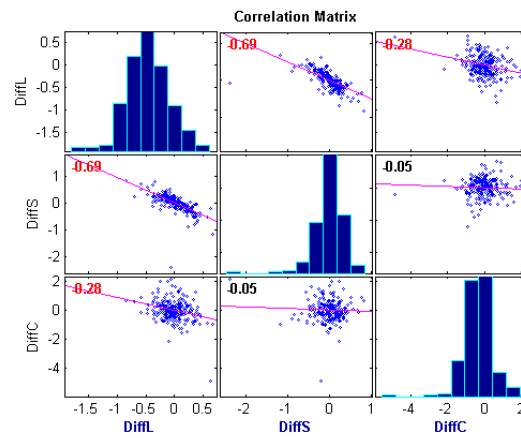 Correlation Matrix
DiffL
0.5
0
-0.5
-1
-1.5
-0.69
-0.28
DiffS
1
0
-1
-2
-0.69
-0.05
DiffC
2
0
-2
-4
-0.28
-0.05
-1.5 -1 -0.5 0 0.5
-2 -1 0 1
-4 -2 0 2
DiffL DiffS DiffC